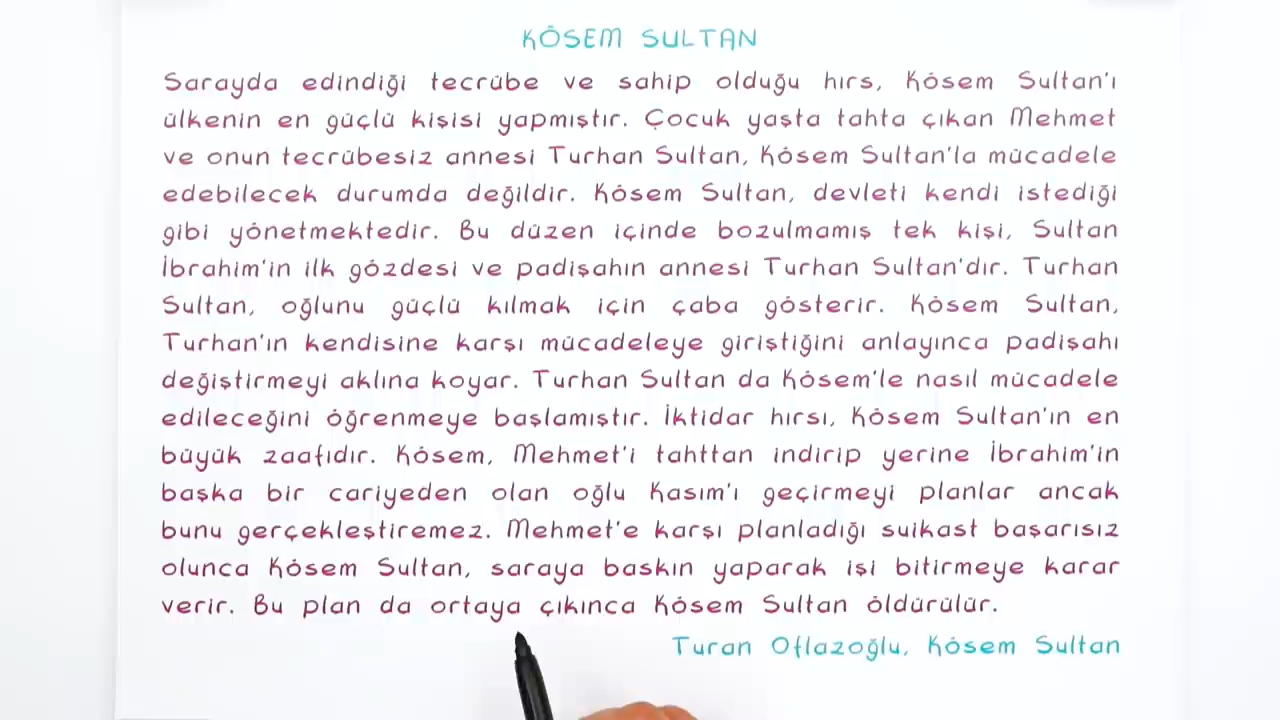 KÖSEM SULTAN
Sarayda edindiği tecrübe ve sahip olduğu hırs, Kösem Sultan'ı
ülkenin en güçlü kişisi yapmıştır. Çocuk yaşta tahta çıkan Mehmet
ve onun tecrübesiz annesi Turhan Sultan, Kösem Sultan'la mücadele
edebilecek durumda değildir. Kösem Sultan, devleti kendi istediği
gibi yönetmektedir. Bu düzen içinde bozulmamış tek kişi, Sultan
İbrahim'in ilk gözdesi ve padişahın annesi Turhan Sultan'dır. Turhan
Sultan, oğlunu güçlü kılmak için çaba gösterir. Kösem Sultan,
Turhan'ın kendisine karşı mücadeleye giriştiğini anlayınca padişahı
değiştirmeyi aklına koyar. Turhan Sultan da Kösem'le nasıl mücadele
edileceğini öğrenmeye başlamıştır. İktidar hırsı, Kösem Sultan'ın en
büyük zaafıdır. Kösem, Mehmet'i tahttan indirip yerine İbrahim'in
başka bir cariyeden olan oğlu Kasım'ı geçirmeyi planlar ancak
bunu gerçekleştiremez. Mehmet'e karşı planladığı suikast başarısız
olunca Kösem Sultan, saraya baskın yaparak işi bitirmeye karar
verir. Bu plan da ortaya çıkınca Kösem Sultan öldürülür.
Turan Oflazoğlu, Kösem Sultan